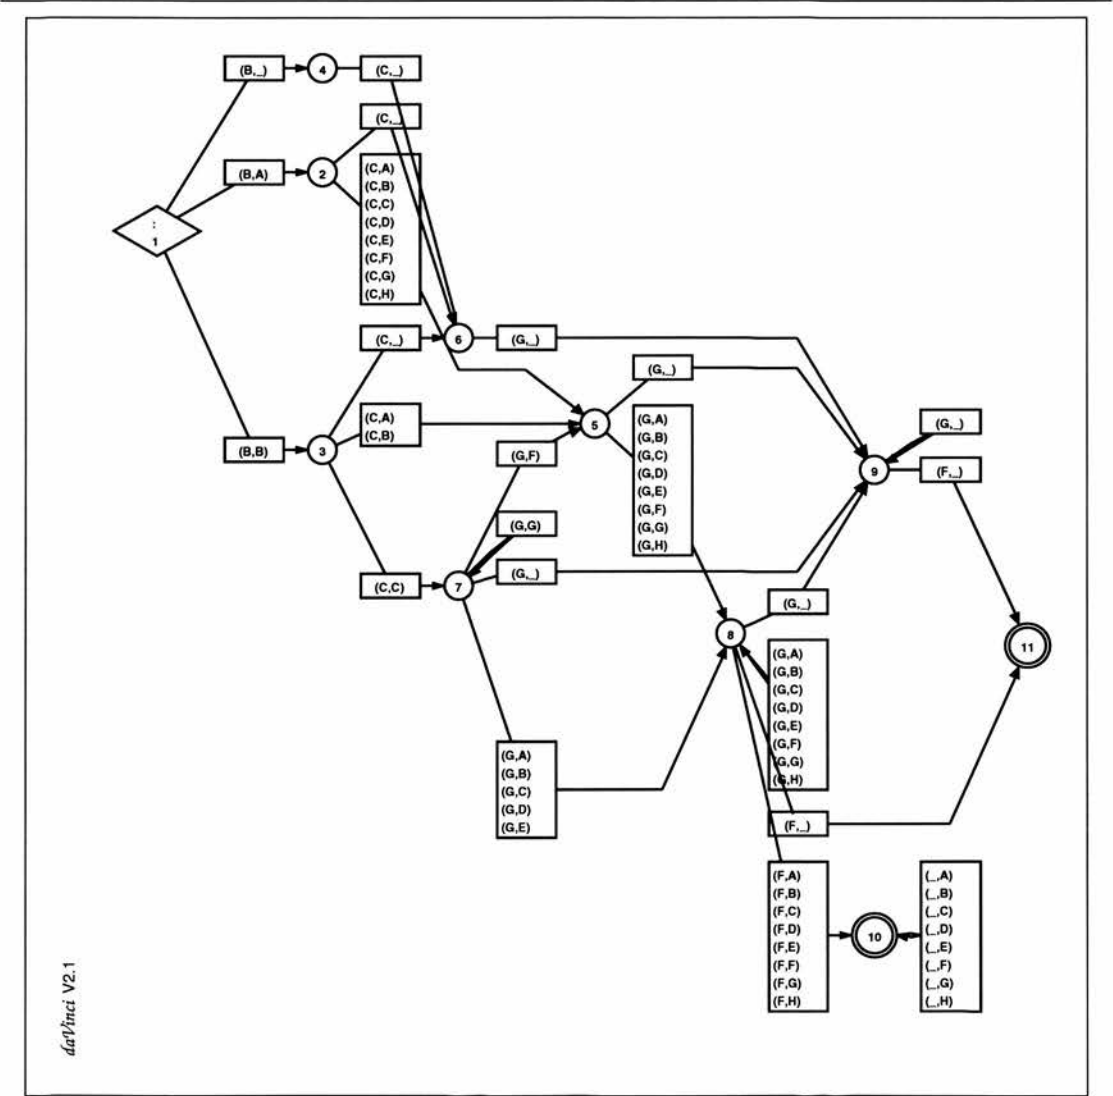 (B,_)
4
(C,_)
(C,_)
(B,A)
2
(C,A)
(C,B)
(C,C)
(C,D)
(C,E)
(C,F)
(C,G)
(C,H)
:
1
(C,_)
6
(G,_)
(G,_)
(C,A)
(C,B)
5
(G,A)
(G,B)
(G,C)
(G,D)
(G,E)
(G,F)
(G,G)
(G,H)
(G,_)
9
(F,_)
(B,B)
3
(G,F)
(G,G)
(G,_)
(C,C)
7
(G,_)
8
11
(G,A)
(G,B)
(G,C)
(G,D)
(G,E)
(G,F)
(G,G)
(G,H)
(G,A)
(G,B)
(G,C)
(G,D)
(G,E)
(F,_)
(F,A)
(F,B)
(F,C)
(F,D)
(F,E)
(F,F)
(F,G)
(F,H)
10
(_,A)
(_,B)
(_,C)
(_,D)
(_,E)
(_,F)
(_,G)
(_,H)
daVinci V2.1